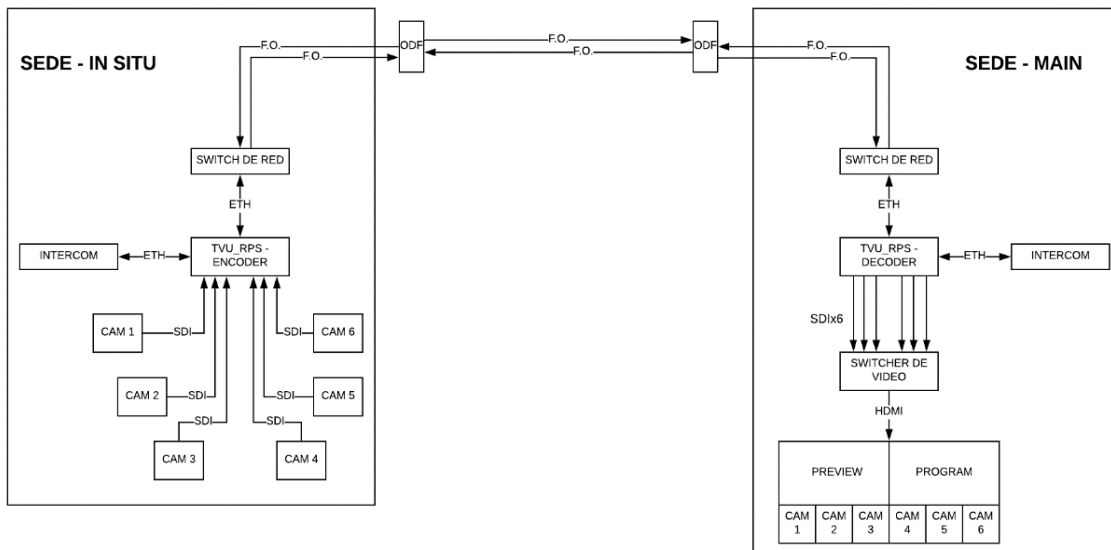 SEDE - IN SITU
SEDE - MAIN
F.O.
F.O.
ODF
F.O.
F.O.
ODF
F.O.
F.O.
SWITCH DE RED
SWITCH DE RED
ETH
ETH
INTERCOM
ETH
TVU_RPS -
ENCODER
TVU_RPS -
DECODER
ETH
INTERCOM
CAM 1
SDI
SDI
CAM 6
CAM 2
SDI
SDI
CAM 5
CAM 3
SDI
SDI
CAM 4
SDIx6
SWITCHER DE
VIDEO
HDMI
PREVIEW
PROGRAM
CAM
1
CAM
2
CAM
3
CAM
4
CAM
5
CAM
6